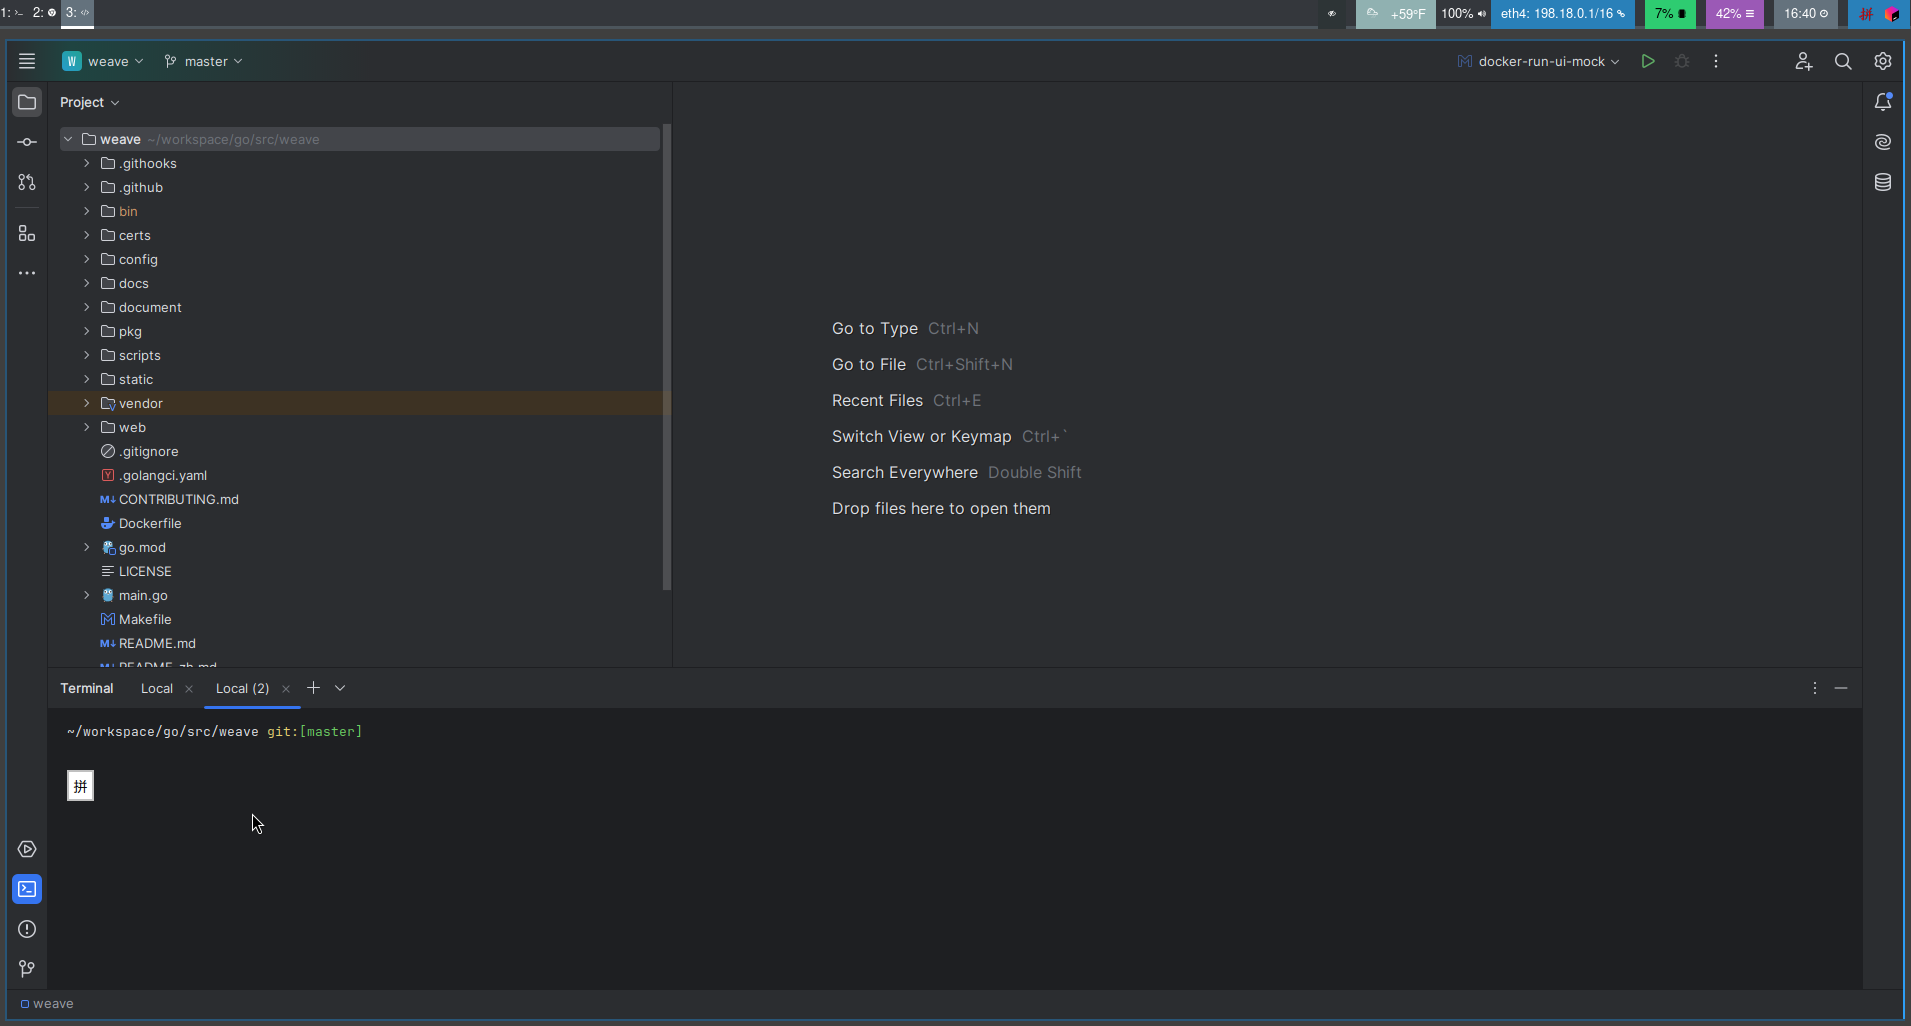 1: 2: 3: +59°F 100% eth4: 198.18.0.1/16 7% 42% 16:40 拼
W weave master docker-run-ui-mock
Project
weave ~/workspace/go/src/weave
.githooks
.github
bin
certs
config
docs
document
pkg
scripts
static
vendor
web
.gitignore
Y .golangci.yaml
M↓ CONTRIBUTING.md
Dockerfile
go.mod
LICENSE
main.go
Makefile
M↓ README.md
M↓ README_zh.md
Go to Type Ctrl+N
Go to File Ctrl+Shift+N
Recent Files Ctrl+E
Switch View or Keymap Ctrl+`
Search Everywhere Double Shift
Drop files here to open them
Terminal Local Local (2)
~/workspace/go/src/weave git:[master]
拼
weave